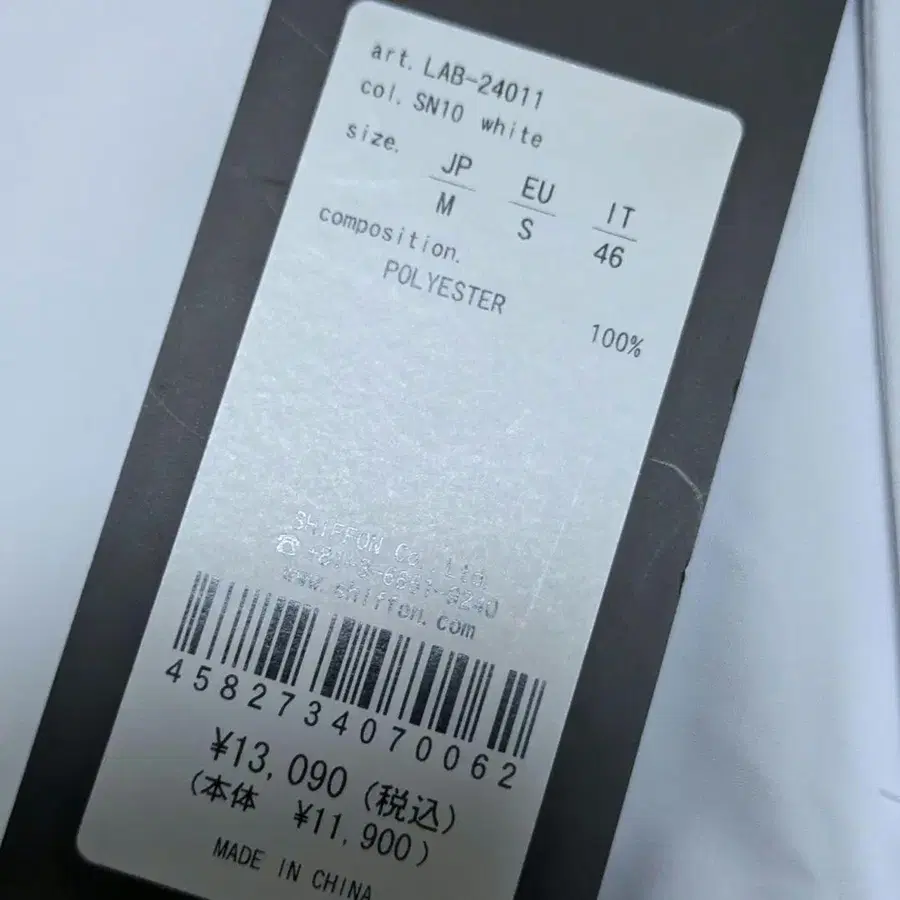 art. LAB-24011
col. SN10 white
size.
JP EU IT
M S 46
composition.
POLYESTER 100%
SHIFFON Co., Ltd.
www.shiffon.com
4582734070062
¥13,090(税込)
(本体 ¥11,900)
MADE IN CHINA